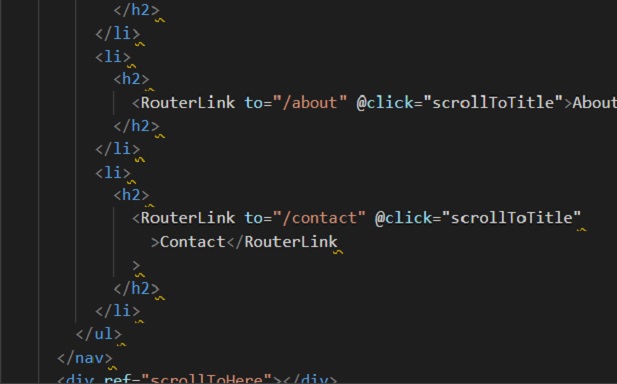 </h2>
</li>
<li>
<h2>
<RouterLink to="/about" @click="scrollToTitle">About
</h2>
</li>
<li>
<h2>
<RouterLink to="/contact" @click="scrollToTitle"
>Contact</RouterLink
>
</h2>
</li>
</ul>
</nav>
<div ref="scrollToHere"></div>